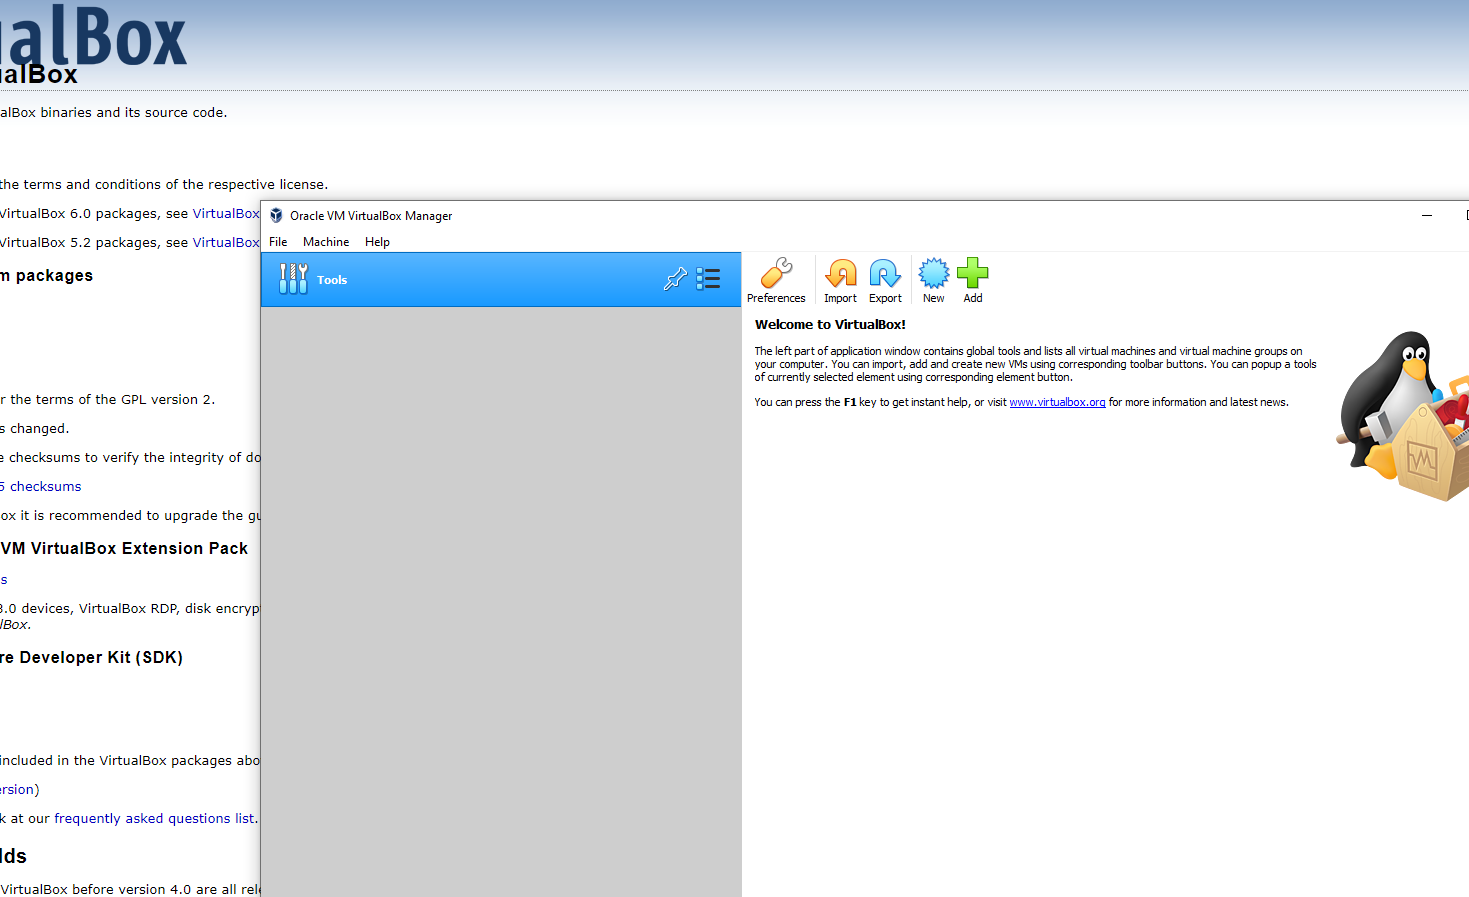 ualBox
ualBox
alBox binaries and its source code.
the terms and conditions of the respective license.
VirtualBox 6.0 packages, see VirtualBox
VirtualBox 5.2 packages, see VirtualBox
m packages
r the terms of the GPL version 2.
s changed.
e checksums to verify the integrity of do
5 checksums
ox it is recommended to upgrade the gu
VM VirtualBox Extension Pack
s
3.0 devices, VirtualBox RDP, disk encryp
lBox.
re Developer Kit (SDK)
included in the VirtualBox packages abo
ersion)
k at our frequently asked questions list.
lds
VirtualBox before version 4.0 are all rele
Oracle VM VirtualBox Manager
File Machine Help
Tools
Preferences Import Export New Add
Welcome to VirtualBox!
The left part of application window contains global tools and lists all virtual machines and virtual machine groups on
your computer. You can import, add and create new VMs using corresponding toolbar buttons. You can popup a tools
of currently selected element using corresponding element button.
You can press the F1 key to get instant help, or visit www.virtualbox.org for more information and latest news.
VM